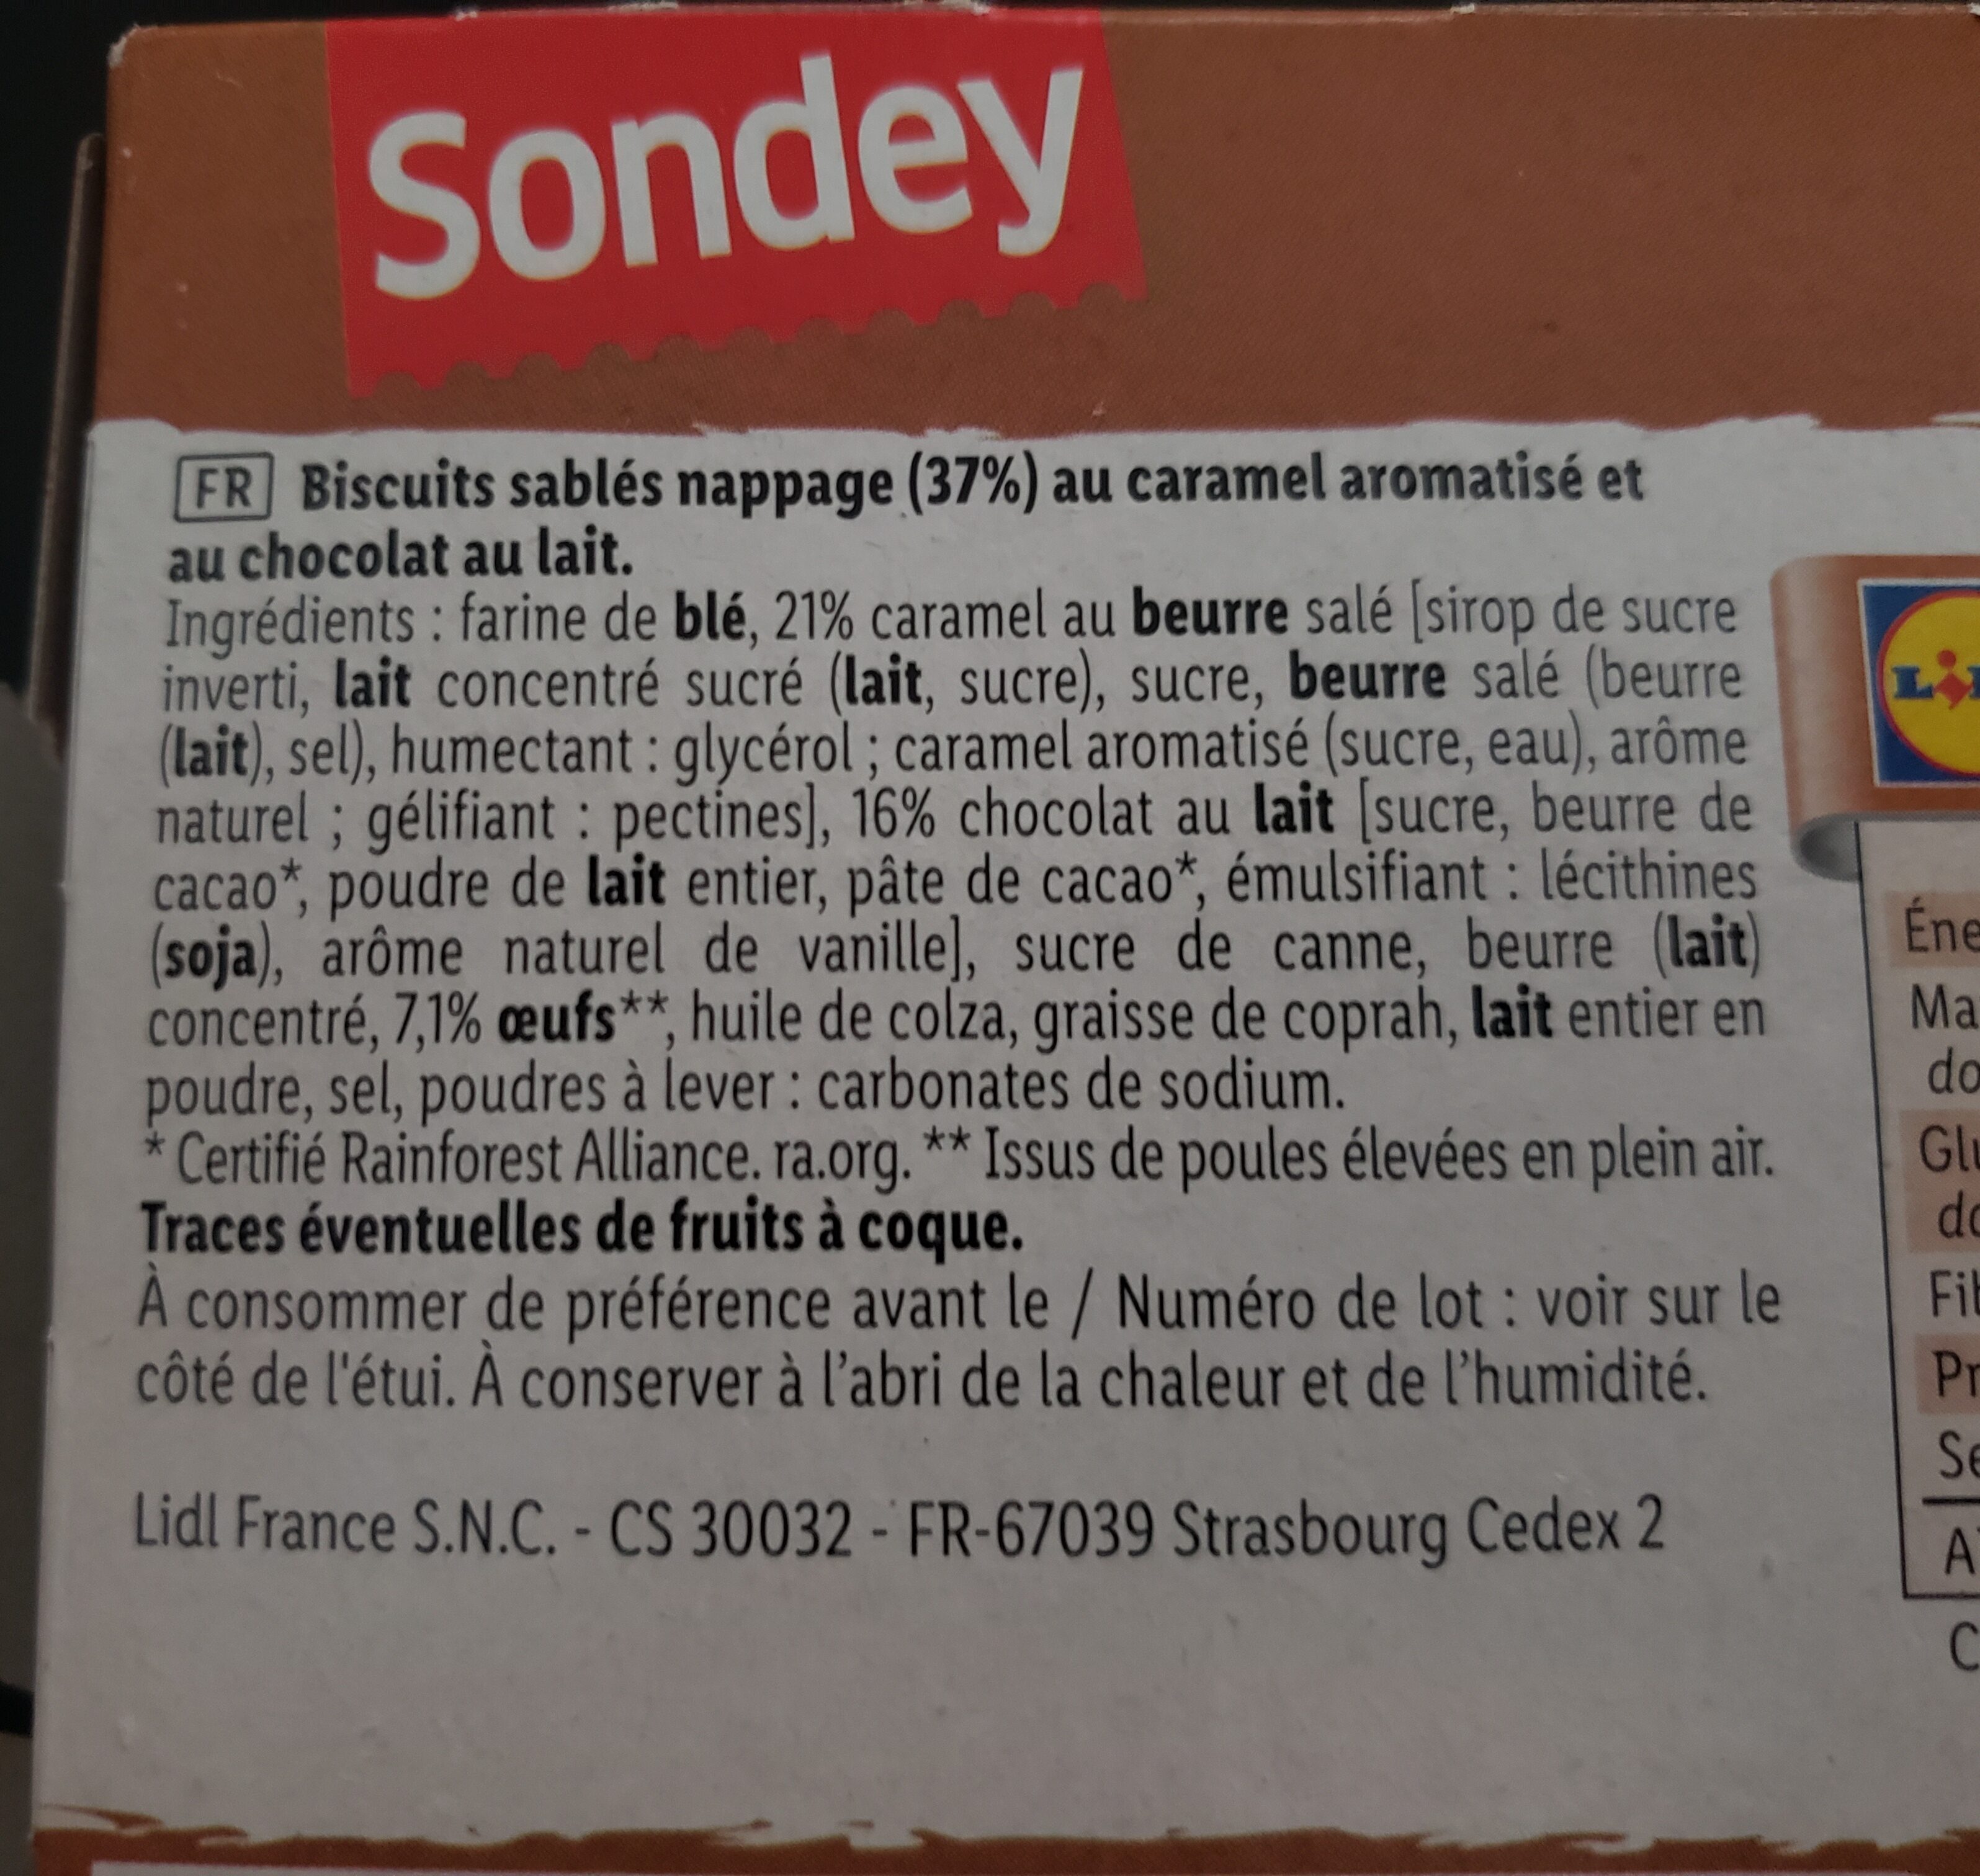 Sondey
FR Biscuits sablés nappage (37%) au caramel aromatisé et
au chocolat au lait.
Ingrédients : farine de blé, 21% caramel au beurre salé [sirop de sucre
inverti, lait concentré sucré (lait, sucre), sucre, beurre salé (beurre
(lait), sel), humectant : glycérol ; caramel aromatisé (sucre, eau), arôme
naturel ; gélifiant : pectines], 16% chocolat au lait [sucre, beurre de
cacao*, poudre de lait entier, pâte de cacao*, émulsifiant : lécithines
(soja), arôme naturel de vanille], sucre de canne, beurre (lait)
concentré, 7,1% œufs**, huile de colza, graisse de coprah, lait entier en
poudre, sel, poudres à lever : carbonates de sodium.
* Certifié Rainforest Alliance. ra.org. ** Issus de poules élevées en plein air.
Traces éventuelles de fruits à coque.
À consommer de préférence avant le / Numéro de lot : voir sur le
côté de l'étui. À conserver à l’abri de la chaleur et de l’humidité.
Lidl France S.N.C. - CS 30032 - FR-67039 Strasbourg Cedex 2